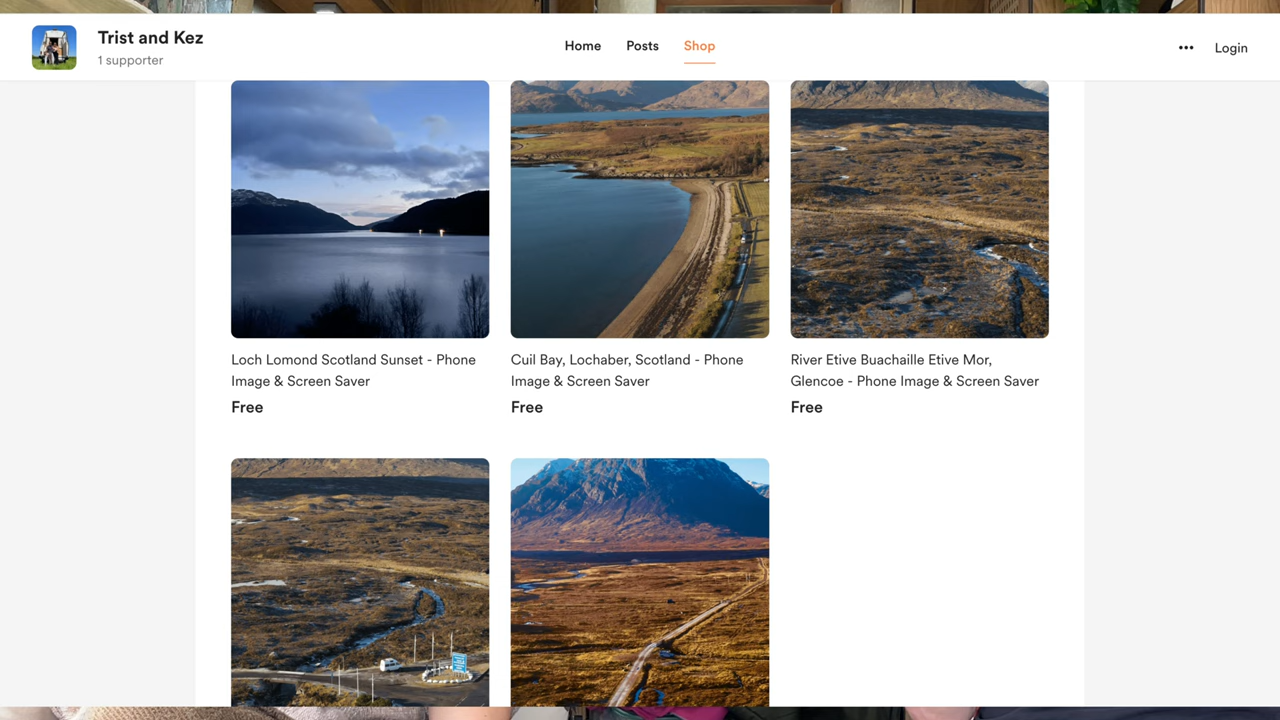 Trist and Kez
1 supporter
Home Posts Shop
••• Login
Loch Lomond Scotland Sunset - Phone
Image & Screen Saver
Free
Cuil Bay, Lochaber, Scotland - Phone
Image & Screen Saver
Free
River Etive Buachaille Etive Mor,
Glencoe - Phone Image & Screen Saver
Free